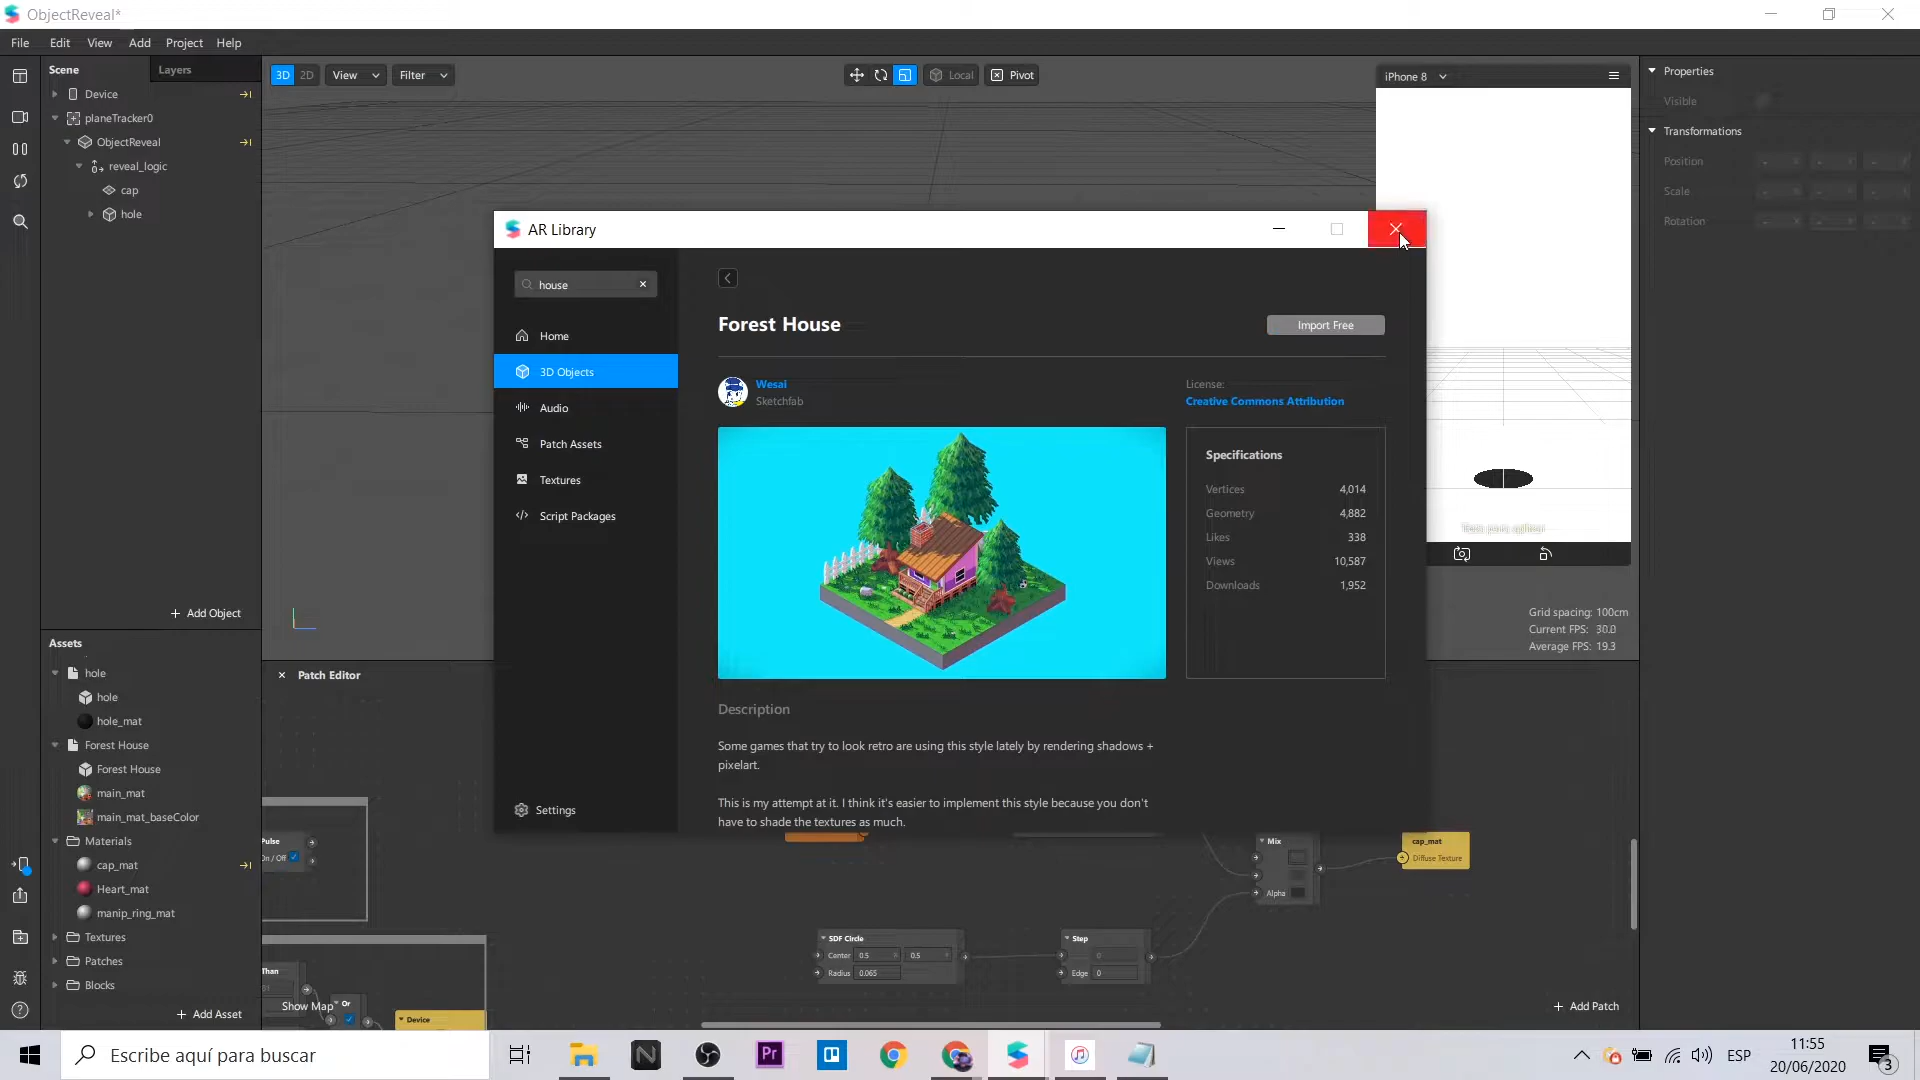 ObjectReveal*
File Edit View Add Project Help
Scene Layers
Device
planeTracker0
ObjectReveal
reveal_logic
cap
hole
+ Add Object
3D 2D View Filter
Local Pivot
iPhone 8
Properties
Visible
Transformations
Position
Scale
Rotation
AR Library
house
Home
3D Objects
Audio
Patch Assets
Textures
Script Packages
Settings
Forest House
Import Free
Wesai
Sketchfab
License:
Creative Commons Attribution
Specifications
Vertices 4,014
Geometry 4,882
Likes 338
Views 10,587
Downloads 1,952
Description
Some games that try to look retro are using this style lately by rendering shadows +
pixelart.
This is my attempt at it. I think it's easier to implement this style because you don't
have to shade the textures as much.
Grid spacing: 100cm
Current FPS: 30.0
Average FPS: 19.3
Assets
hole
hole
hole_mat
Forest House
Forest House
main_mat
main_mat_baseColor
Materials
cap_mat
Heart_mat
manip_ring_mat
Textures
Patches
Blocks
+ Add Asset
Patch Editor
Pulse
On / Off
Than
Or
Show Map
Device
SDF Circle
Center 0.5 0.5
Radius 0.065
Step
0
Edge 0
Mix
Alpha
cap_mat
Diffuse Texture
+ Add Patch
Escribe aquí para buscar
N
Pr
ESP
11:55
20/06/2020
3